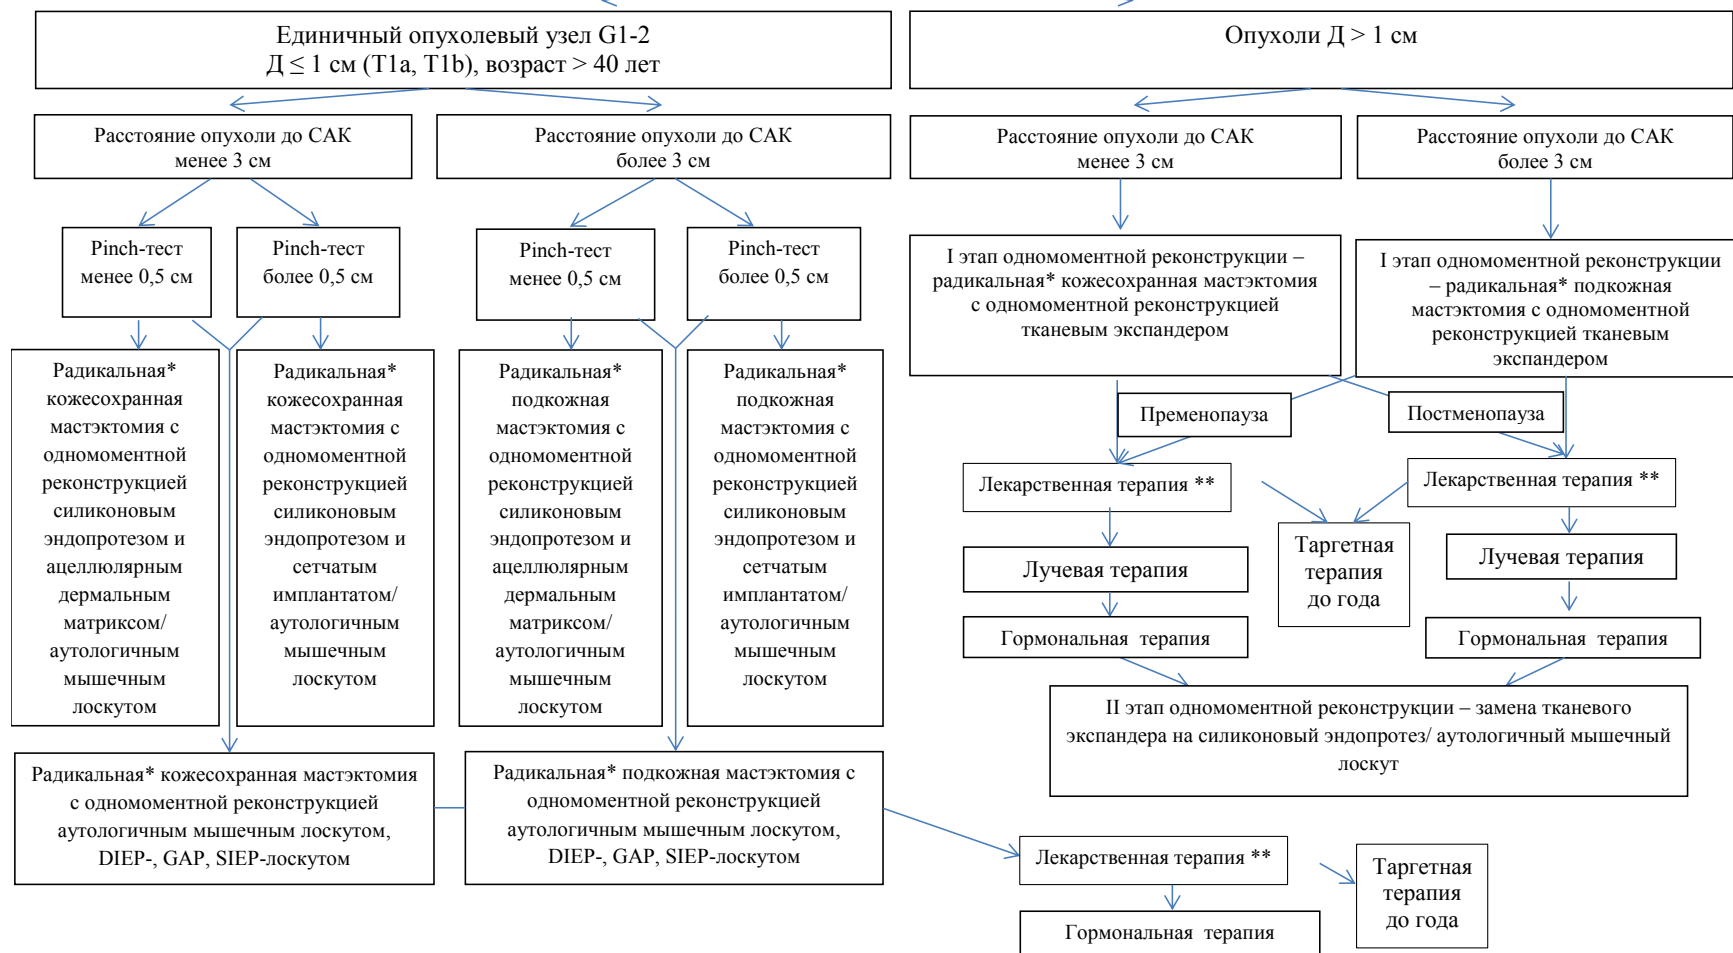 Единичный опухолевый узел G1-2
Д ≤ 1 см (T1a, T1b), возраст > 40 лет
Опухоли Д > 1 см
Расстояние опухоли до САК
менее 3 см
Расстояние опухоли до САК
более 3 см
Расстояние опухоли до САК
менее 3 см
Расстояние опухоли до САК
более 3 см
Pinch-тест
менее 0,5 см
Pinch-тест
более 0,5 см
Pinch-тест
менее 0,5 см
Pinch-тест
более 0,5 см
I этап одномоментной реконструкции –
радикальная* кожесохранная мастэктомия
с одномоментной реконструкцией
тканевым экспандером
I этап одномоментной реконструкции
– радикальная* подкожная
мастэктомия с одномоментной
реконструкцией тканевым
экспандером
Радикальная*
кожесохранная
мастэктомия с
одномоментной
реконструкцией
силиконовым
эндопротезом и
ацеллюлярным
дермальным
матриксом/
аутологичным
мышечным
лоскутом
Радикальная*
кожесохранная
мастэктомия с
одномоментной
реконструкцией
силиконовым
эндопротезом и
сетчатым
имплантатом/
аутологичным
мышечным
лоскутом
Радикальная*
подкожная
мастэктомия с
одномоментной
реконструкцией
силиконовым
эндопротезом и
ацеллюлярным
дермальным
матриксом/
аутологичным
мышечным
лоскутом
Радикальная*
подкожная
мастэктомия с
одномоментной
реконструкцией
силиконовым
эндопротезом и
сетчатым
имплантатом/
аутологичным
мышечным
лоскутом
Пременопауза
Постменопауза
Лекарственная терапия **
Лекарственная терапия **
Таргетная
терапия
до года
Лучевая терапия
Лучевая терапия
Гормональная терапия
Гормональная терапия
II этап одномоментной реконструкции – замена тканевого
экспандера на силиконовый эндопротез/ аутологичный мышечный
лоскут
Радикальная* кожесохранная мастэктомия
с одномоментной реконструкцией
аутологичным мышечным лоскутом,
DIEP-, GAP, SIEP-лоскутом
Радикальная* подкожная мастэктомия с
одномоментной реконструкцией
аутологичным мышечным лоскутом,
DIEP-, GAP, SIEP-лоскутом
Лекарственная терапия **
Таргетная
терапия
до года
Гормональная терапия